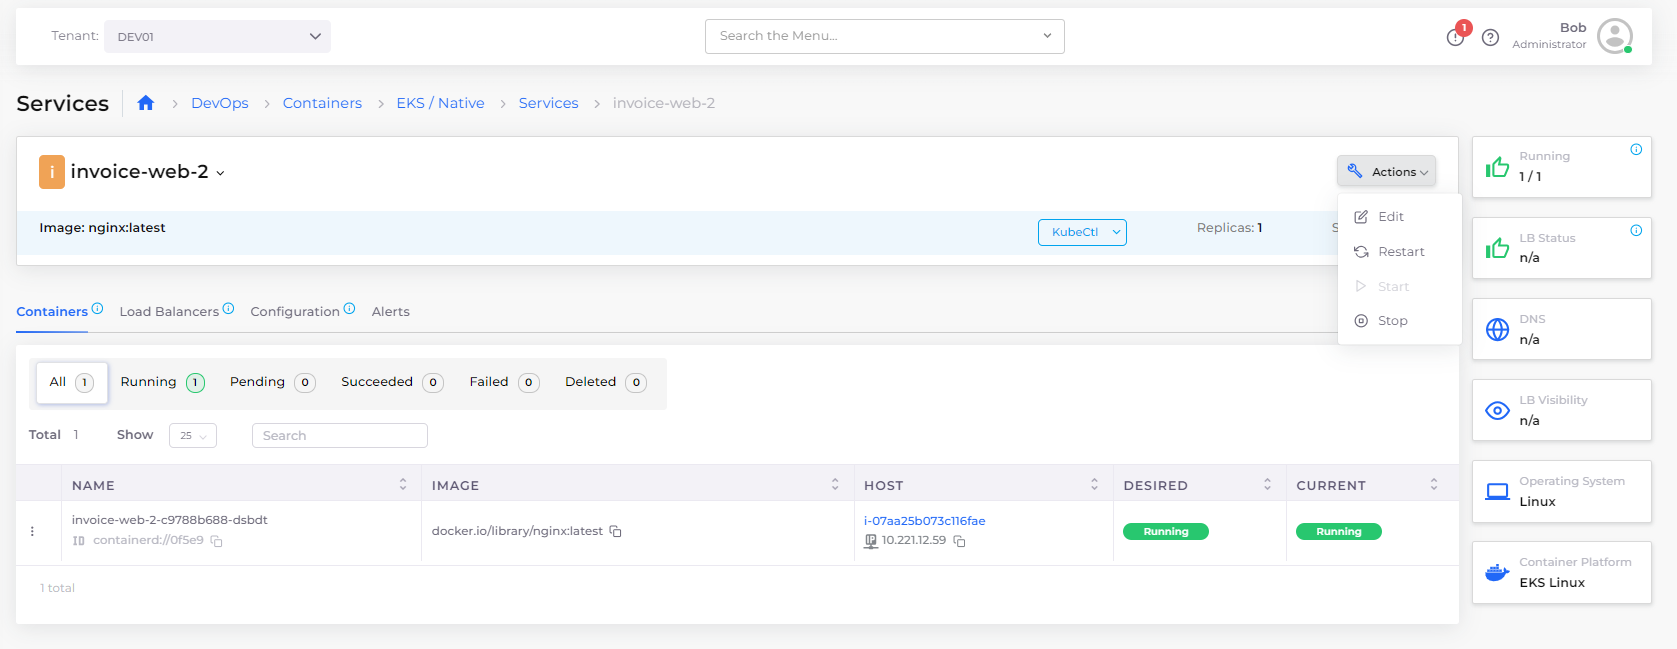 Tenant: DEV01
Search the Menu...
1
Bob
Administrator
Services > DevOps > Containers > EKS / Native > Services > invoice-web-2
i invoice-web-2
Actions
Edit
Restart
Start
Stop
Image: nginx:latest
KubeCtl
Replicas: 1
S
Containers Load Balancers Configuration Alerts
All 1 Running 1 Pending 0 Succeeded 0 Failed 0 Deleted 0
Total 1 Show 25 Search
NAME IMAGE HOST DESIRED CURRENT
invoice-web-2-c9788b688-dsbdt
ID containerd://0f5e9
docker.io/library/nginx:latest
i-07aa25b073c116fae
IP 10.221.12.59
Running
Running
1 total
Running
1 / 1
LB Status
n/a
DNS
n/a
LB Visibility
n/a
Operating System
Linux
Container Platform
EKS Linux